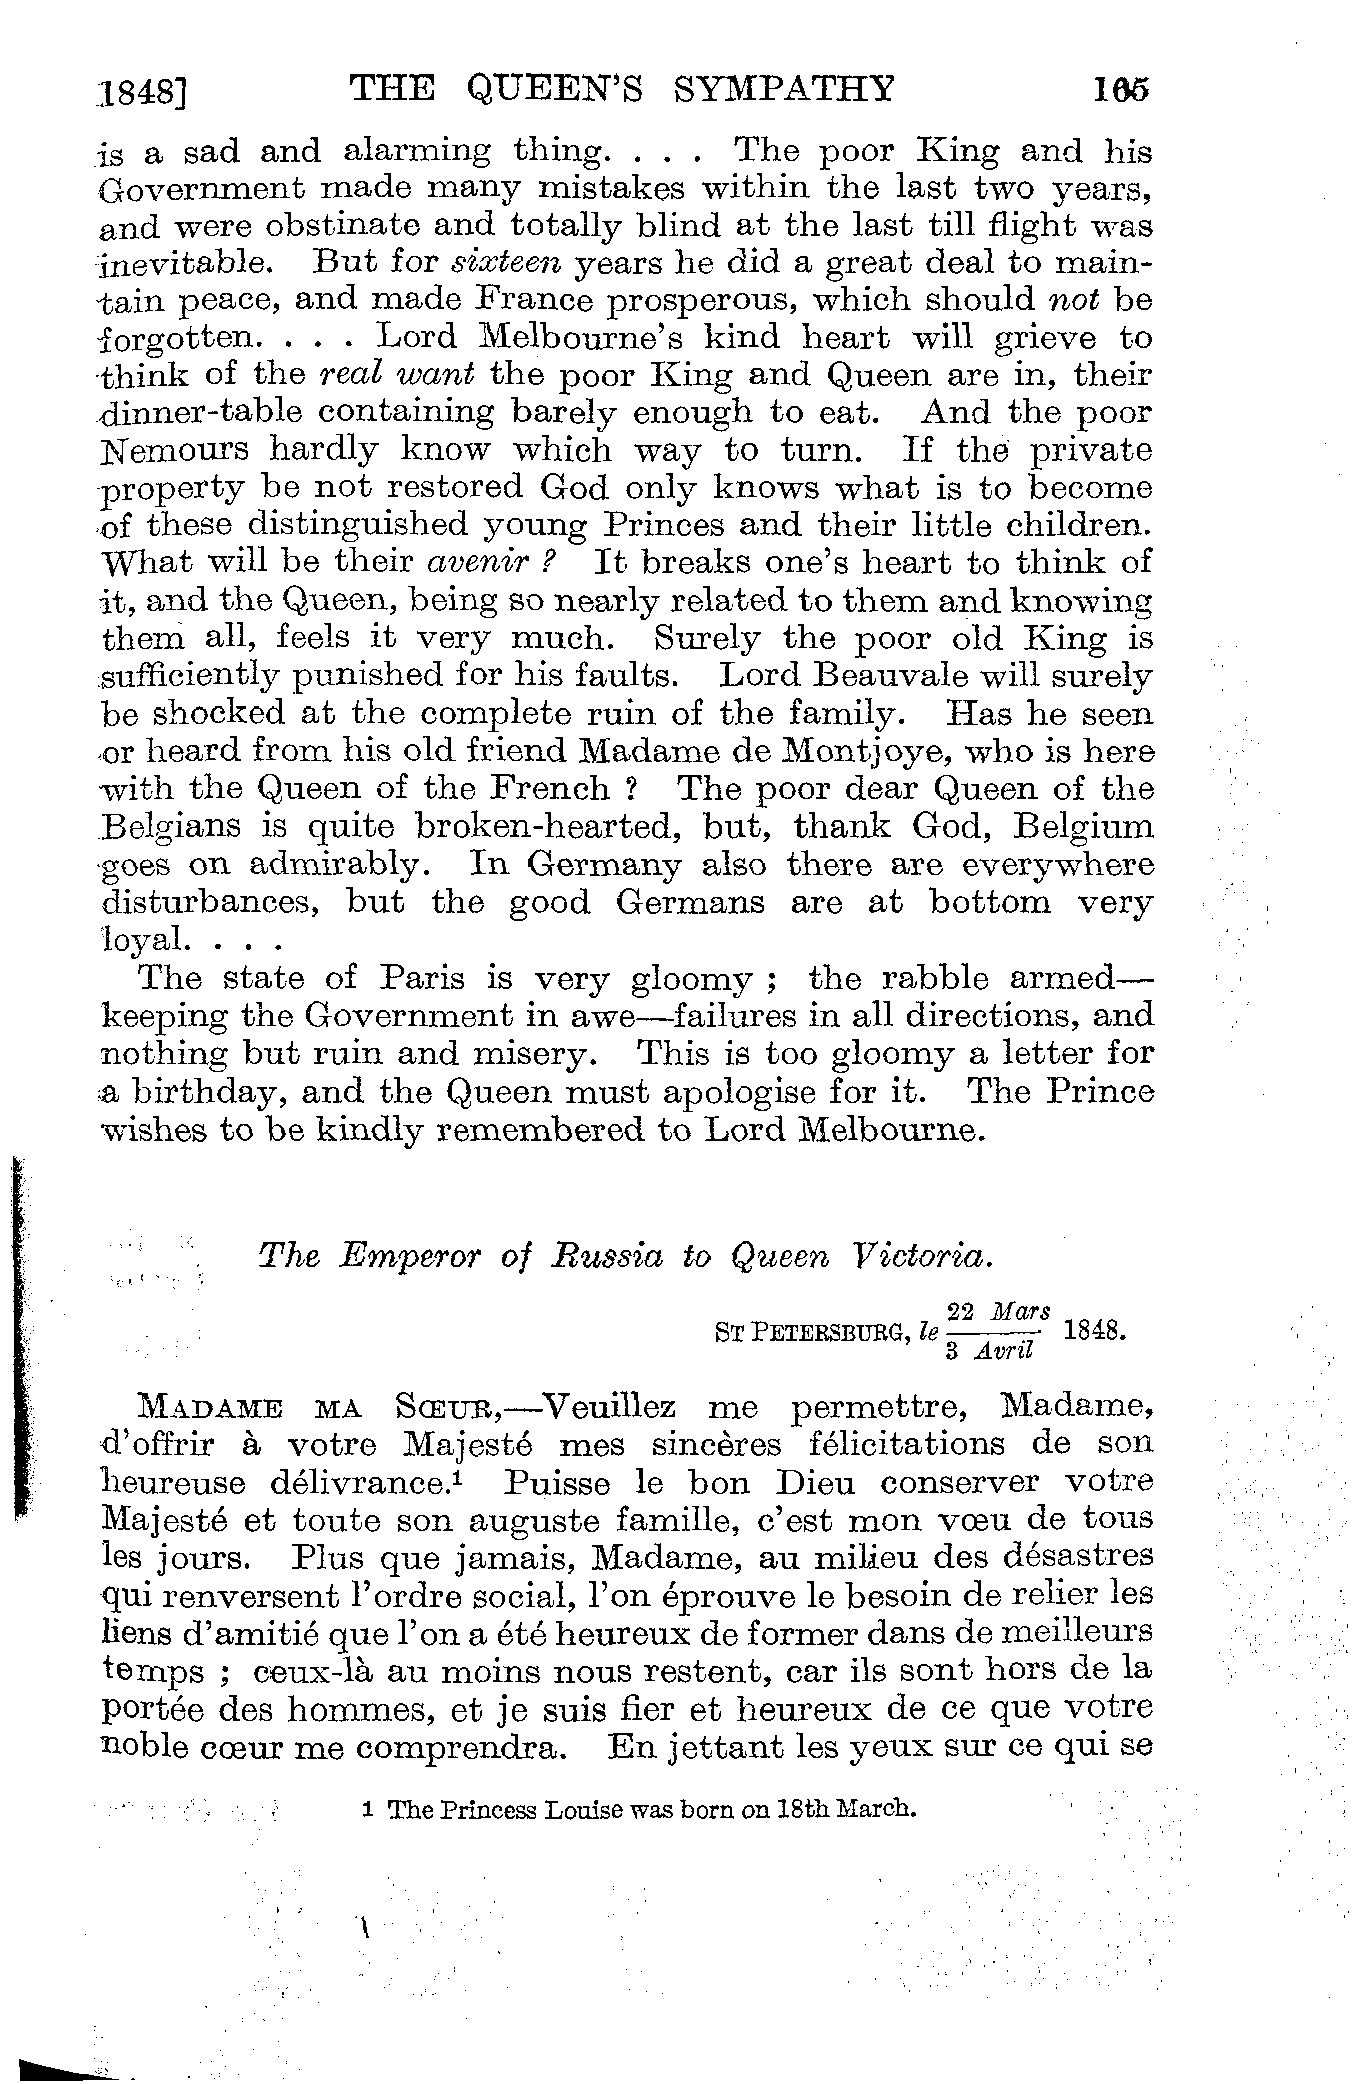 1848] THE QUEEN'S SYMPATHY 165
is a sad and alarming thing. . . . The poor King and his
Government made many mistakes within the last two years,
and were obstinate and totally blind at the last till flight was
inevitable. But for sixteen years he did a great deal to main-
tain peace, and made France prosperous, which should not be
forgotten. . . . Lord Melbourne's kind heart will grieve to
think of the real want the poor King and Queen are in, their
dinner-table containing barely enough to eat. And the poor
Nemours hardly know which way to turn. If the private
property be not restored God only knows what is to become
of these distinguished young Princes and their little children.
What will be their avenir ? It breaks one's heart to think of
it, and the Queen, being so nearly related to them and knowing
them all, feels it very much. Surely the poor old King is
sufficiently punished for his faults. Lord Beauvale will surely
be shocked at the complete ruin of the family. Has he seen
or heard from his old friend Madame de Montjoye, who is here
with the Queen of the French ? The poor dear Queen of the
Belgians is quite broken-hearted, but, thank God, Belgium
goes on admirably. In Germany also there are everywhere
disturbances, but the good Germans are at bottom very
loyal. . . .
The state of Paris is very gloomy ; the rabble armed—
keeping the Government in awe—failures in all directions, and
nothing but ruin and misery. This is too gloomy a letter for
a birthday, and the Queen must apologise for it. The Prince
wishes to be kindly remembered to Lord Melbourne.
The Emperor of Russia to Queen Victoria.
22 Mars
ST PETERSBURG, le 1848.
3 Avril
MADAME MA SŒUR,—Veuillez me permettre, Madame,
d'offrir à votre Majesté mes sincères félicitations de son
heureuse délivrance.¹ Puisse le bon Dieu conserver votre
Majesté et toute son auguste famille, c'est mon vœu de tous
les jours. Plus que jamais, Madame, au milieu des désastres
qui renversent l'ordre social, l'on éprouve le besoin de relier les
liens d'amitié que l'on a été heureux de former dans de meilleurs
temps ; ceux-là au moins nous restent, car ils sont hors de la
portée des hommes, et je suis fier et heureux de ce que votre
noble cœur me comprendra. En jettant les yeux sur ce qui se
1 The Princess Louise was born on 18th March.